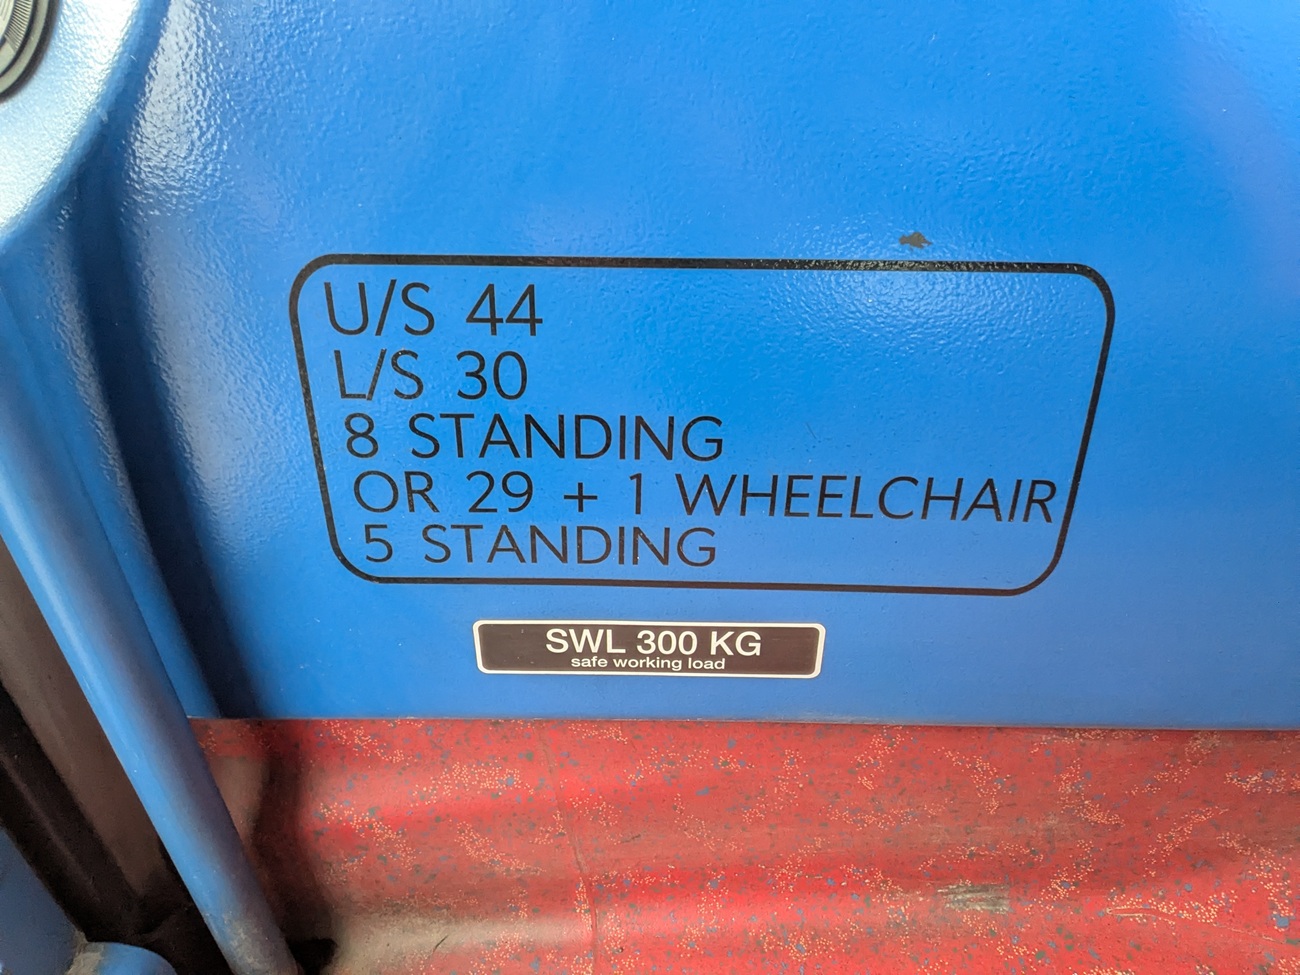 U/S 44
L/S 30
8 STANDING
OR 29 + 1 WHEELCHAIR
5 STANDING
SWL 300 KG
safe working load